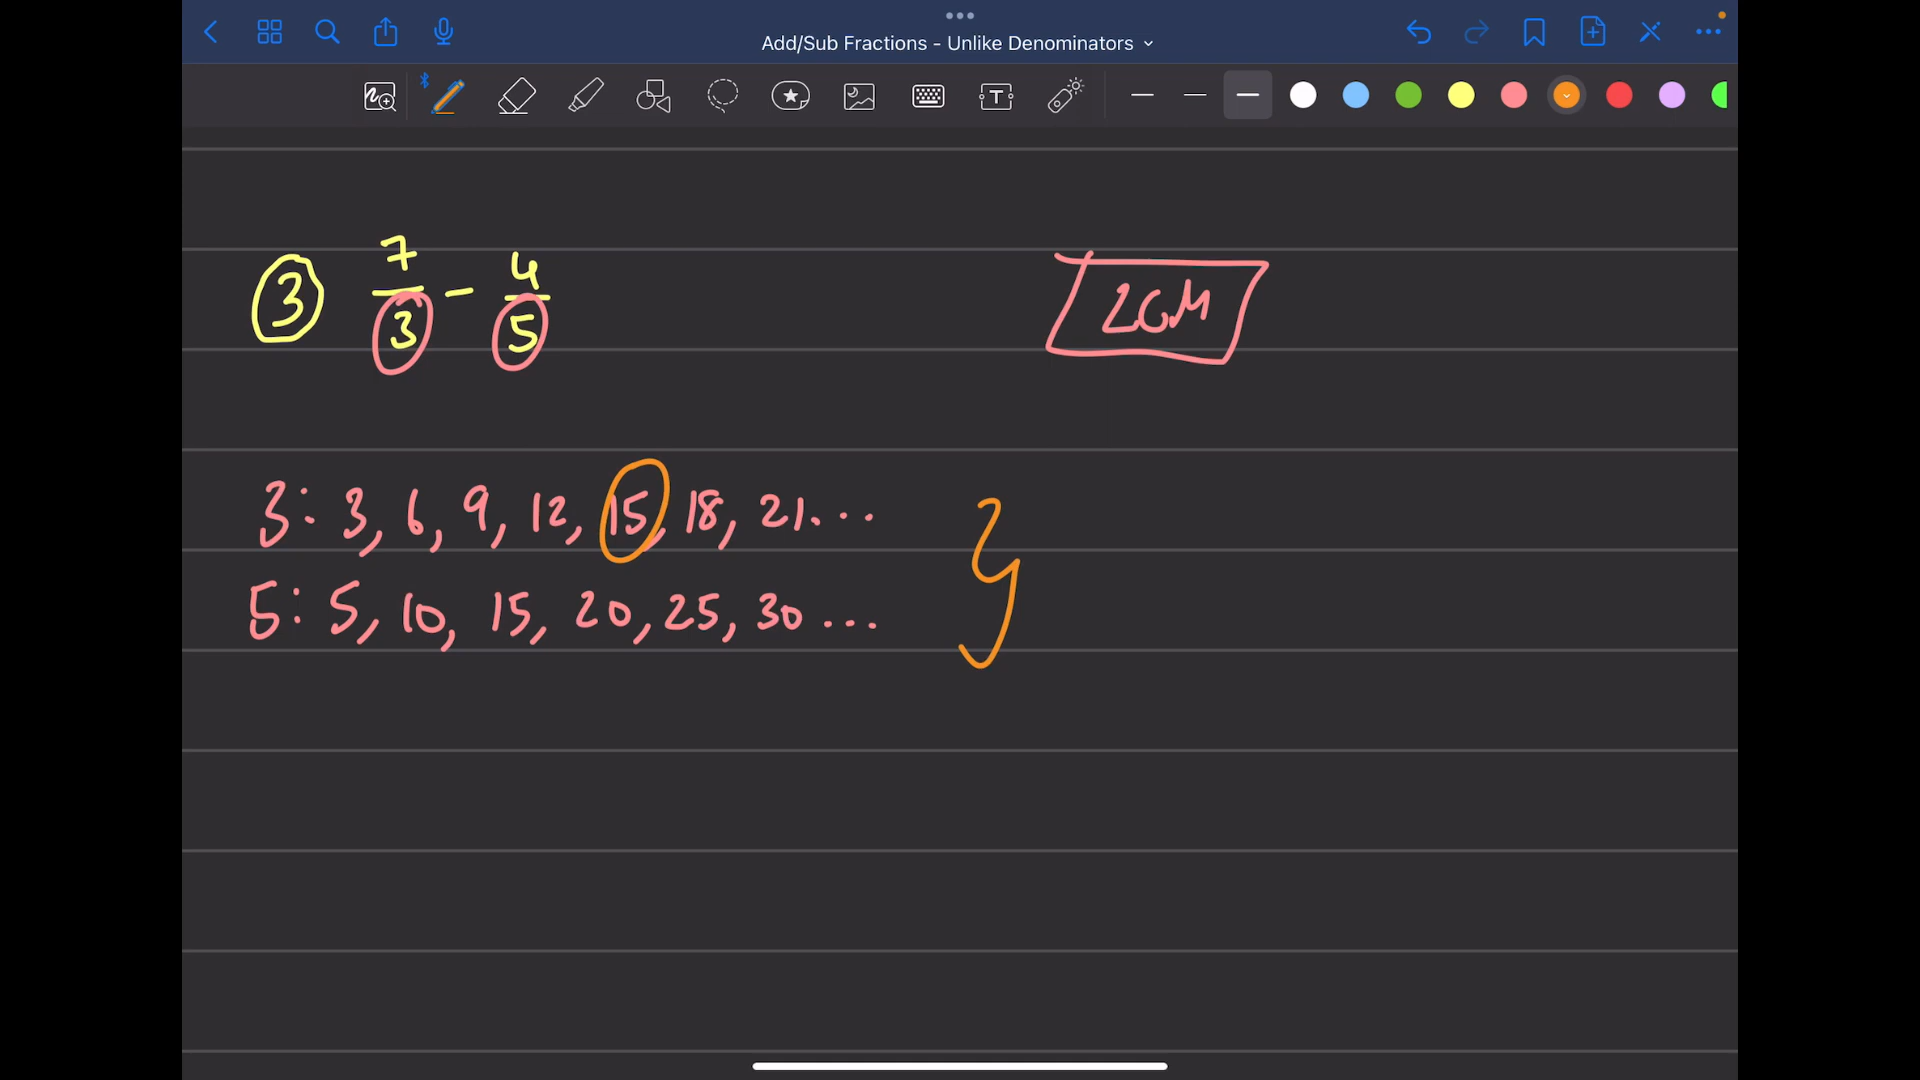 Add/Sub Fractions - Unlike Denominators
T
3 7/3 - 4/5
LCM
3: 3, 6, 9, 12, 15, 18, 21...
5: 5, 10, 15, 20, 25, 30...